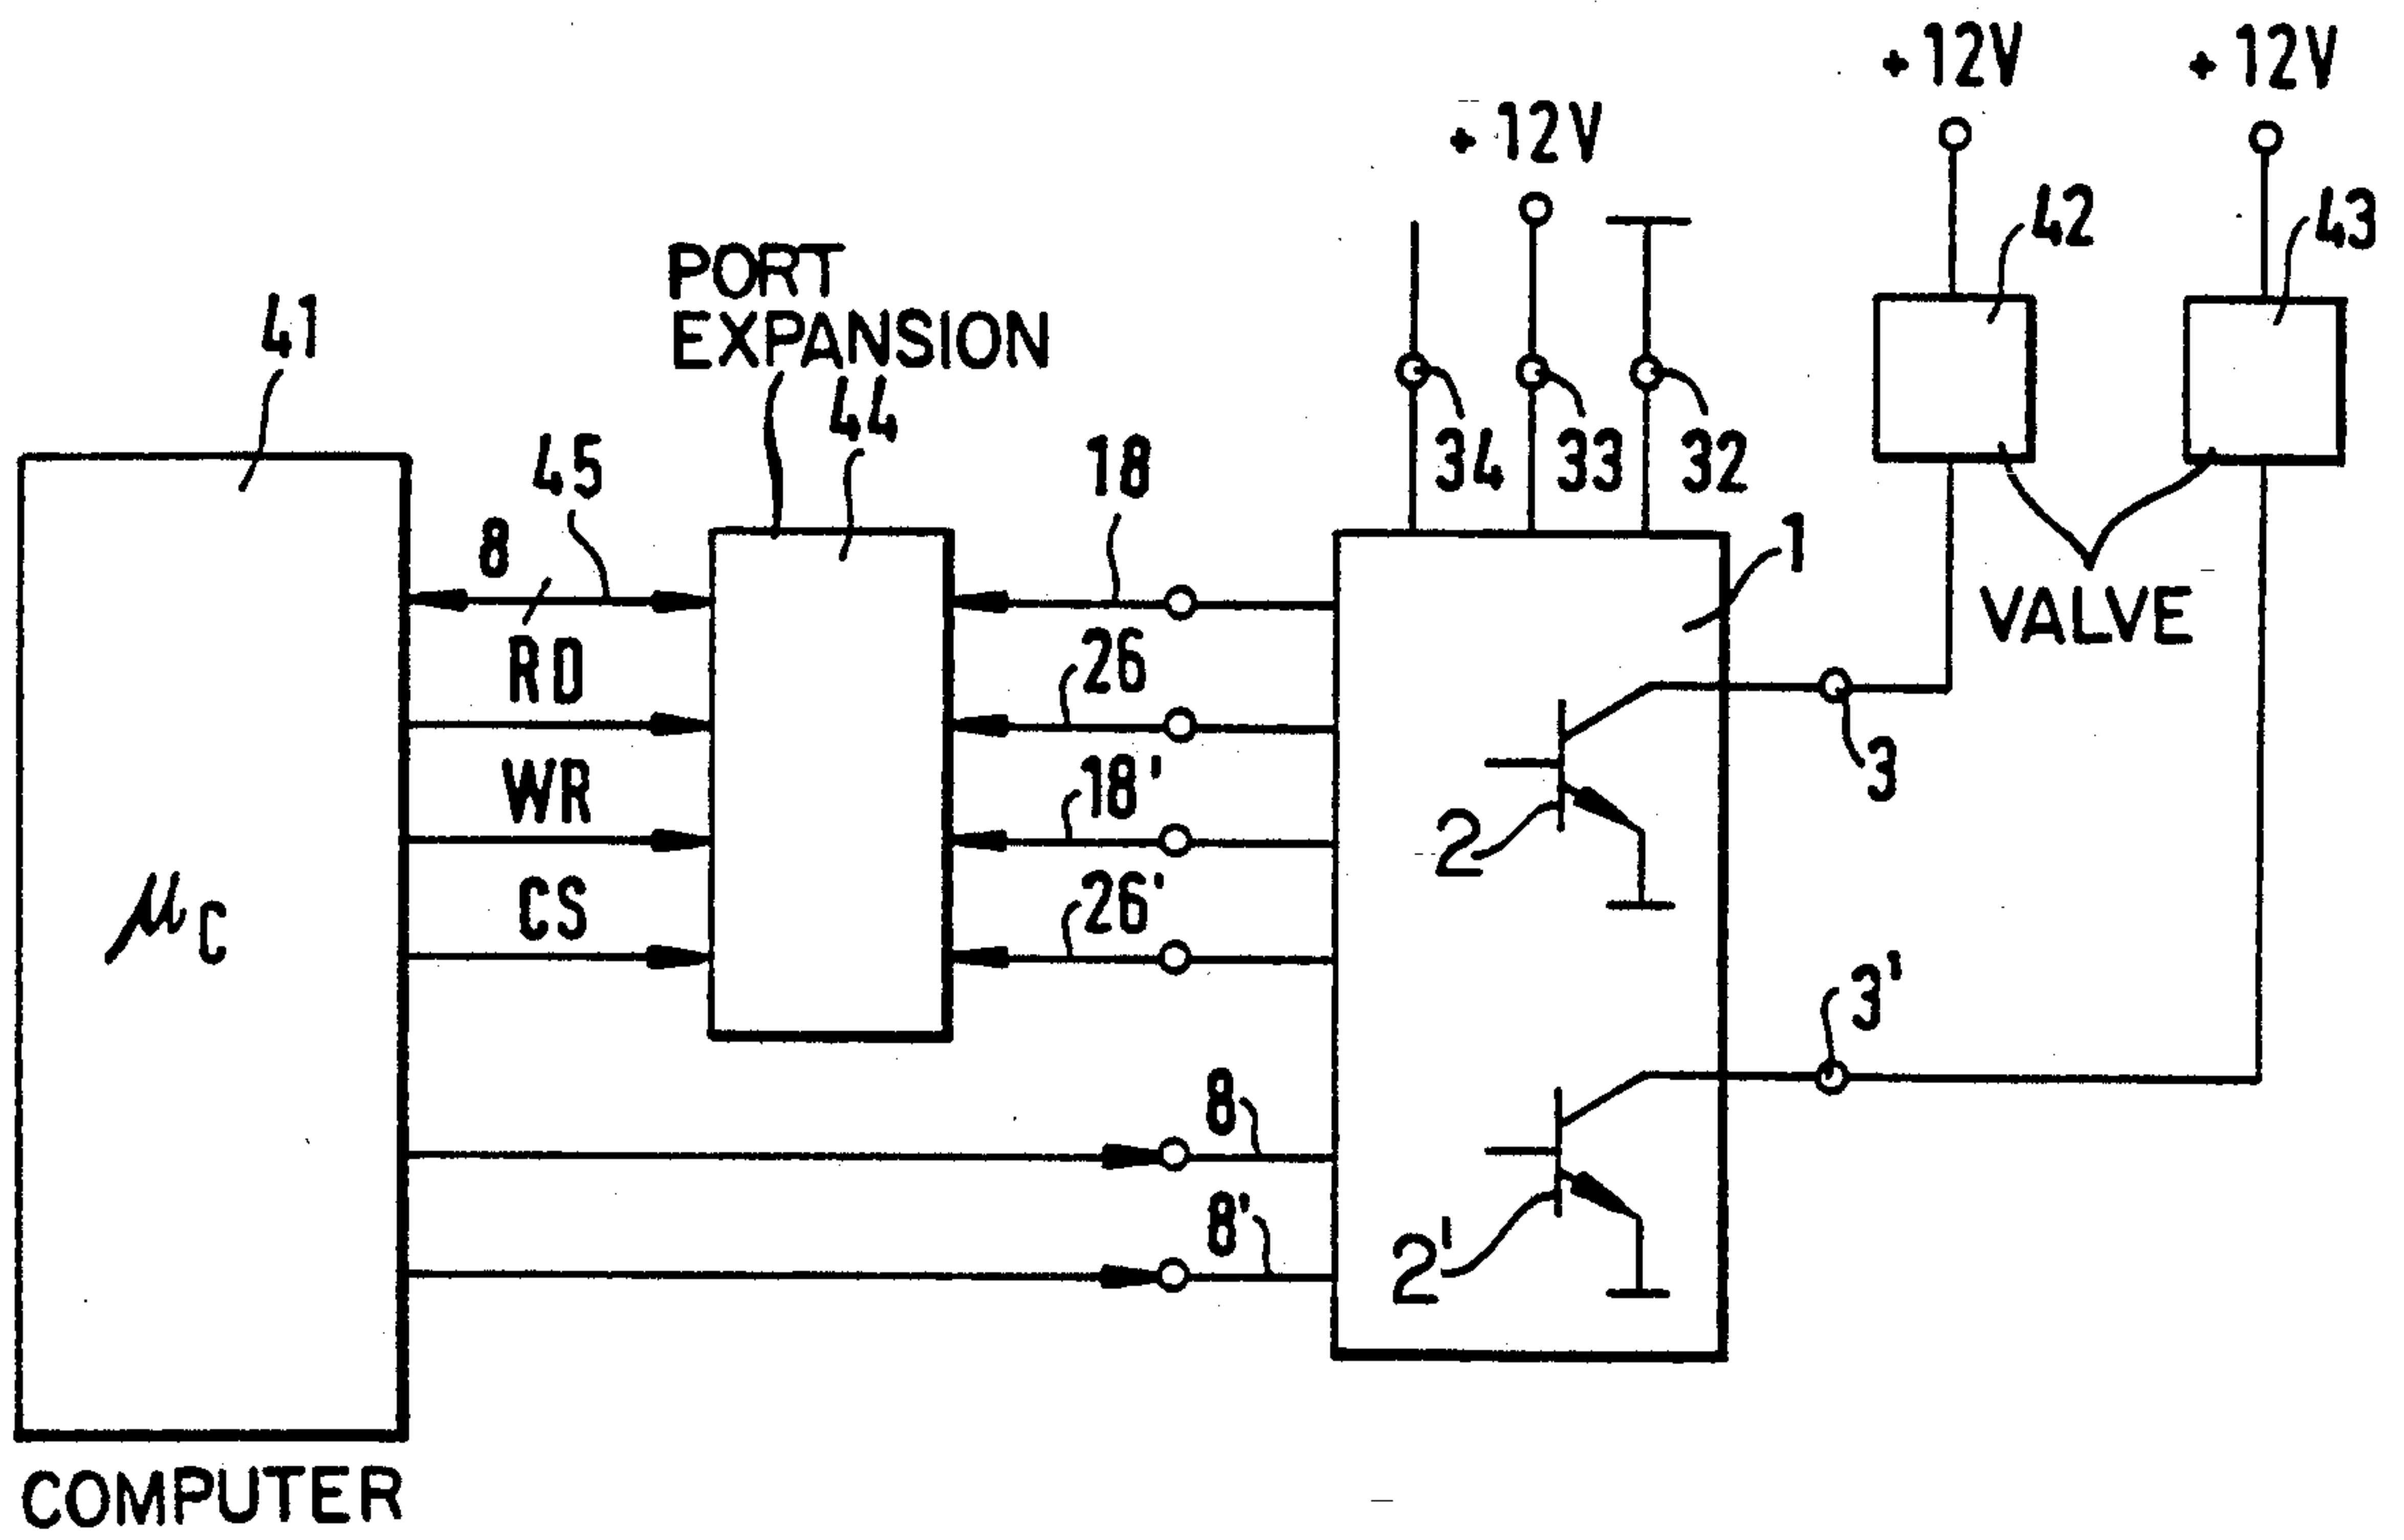 +12V
+12V
+12V
42
43
PORT
EXPANSION
41
44
45
18
34
33
32
8
1
RD
26
VALVE
WR
18'
3
2
CS
26'
μc
3'
8
8'
2'
COMPUTER